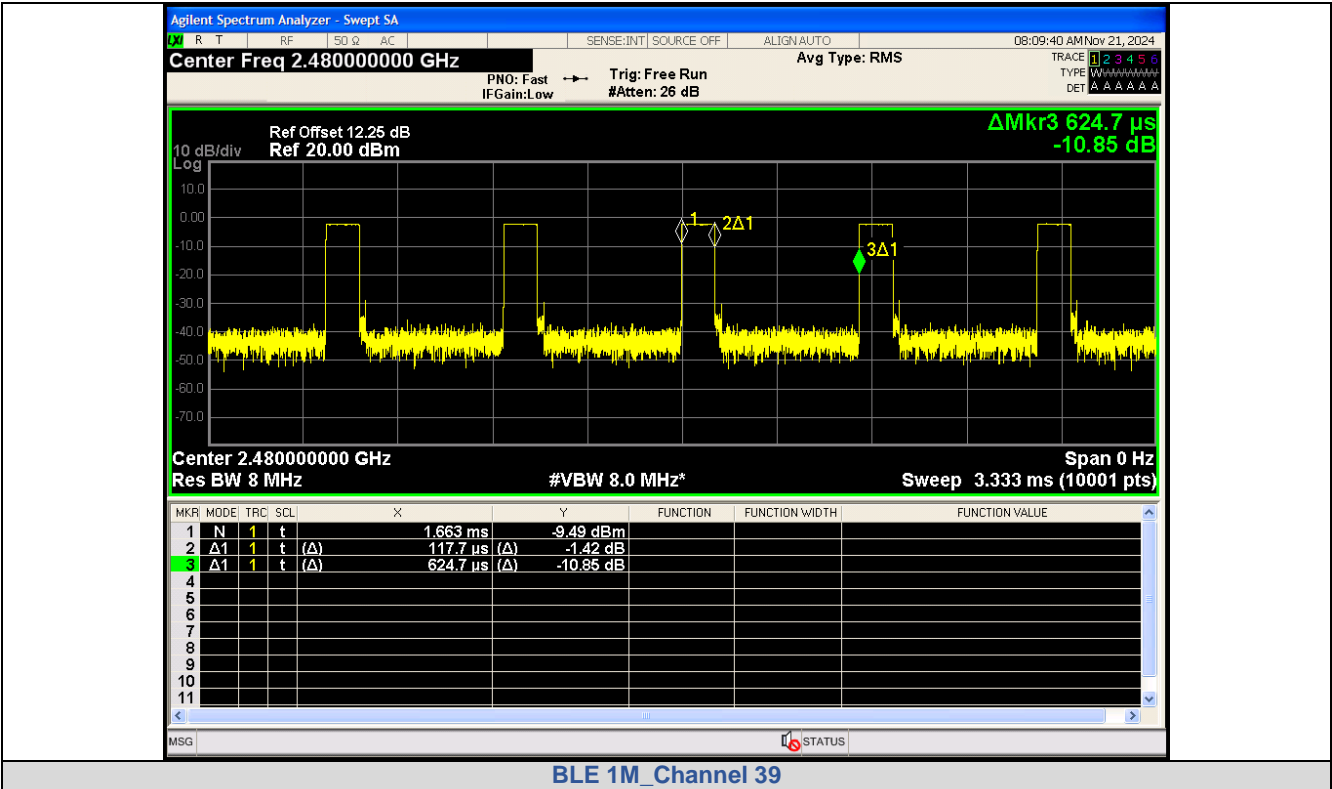 Agilent Spectrum Analyzer - Swept SA
LXI R T RF 50 Ω AC SENSE:INT SOURCE OFF ALIGN AUTO 08:09:40 AM Nov 21, 2024
Center Freq 2.480000000 GHz
PNO: Fast
IFGain:Low
Trig: Free Run
#Atten: 26 dB
Avg Type: RMS
TRACE 1 2 3 4 5 6
TYPE W
DET A A A A A A
Ref Offset 12.25 dB
10 dB/div Ref 20.00 dBm
ΔMkr3 624.7 µs
-10.85 dB
Log
10.0
0.00
-10.0
-20.0
-30.0
-40.0
-50.0
-60.0
-70.0
1
2Δ1
3Δ1
Center 2.480000000 GHz Span 0 Hz
Res BW 8 MHz #VBW 8.0 MHz* Sweep 3.333 ms (10001 pts)
MKR MODE TRC SCL X Y FUNCTION FUNCTION WIDTH FUNCTION VALUE
1 N 1 t 1.663 ms -9.49 dBm
2 Δ1 1 t (Δ) 117.7 µs (Δ) -1.42 dB
3 Δ1 1 t (Δ) 624.7 µs (Δ) -10.85 dB
4
5
6
7
8
9
10
11
MSG STATUS
BLE 1M_Channel 39